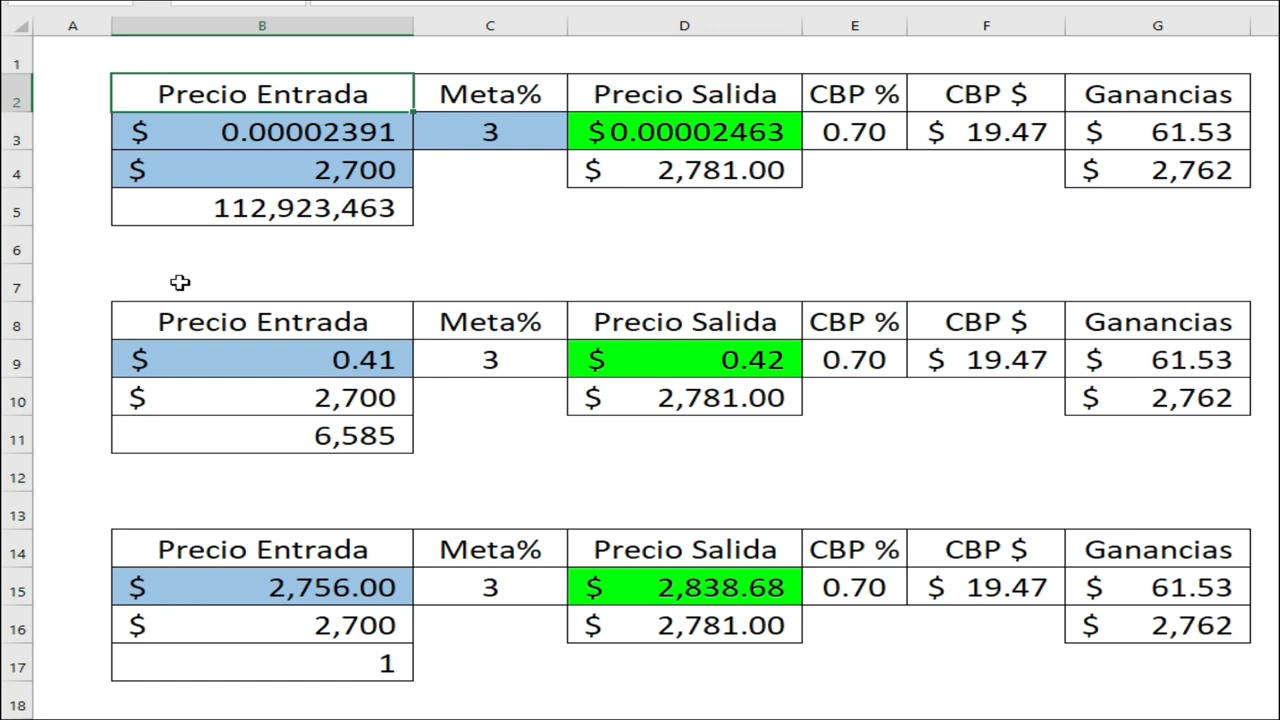 A B C D E F G
1
2 Precio Entrada Meta% Precio Salida CBP % CBP $ Ganancias
3 $ 0.00002391 3 $0.00002463 0.70 $ 19.47 $ 61.53
4 $ 2,700 $ 2,781.00 $ 2,762
5 112,923,463
6
7
8 Precio Entrada Meta% Precio Salida CBP % CBP $ Ganancias
9 $ 0.41 3 $ 0.42 0.70 $ 19.47 $ 61.53
10 $ 2,700 $ 2,781.00 $ 2,762
11 6,585
12
13
14 Precio Entrada Meta% Precio Salida CBP % CBP $ Ganancias
15 $ 2,756.00 3 $ 2,838.68 0.70 $ 19.47 $ 61.53
16 $ 2,700 $ 2,781.00 $ 2,762
17 1
18